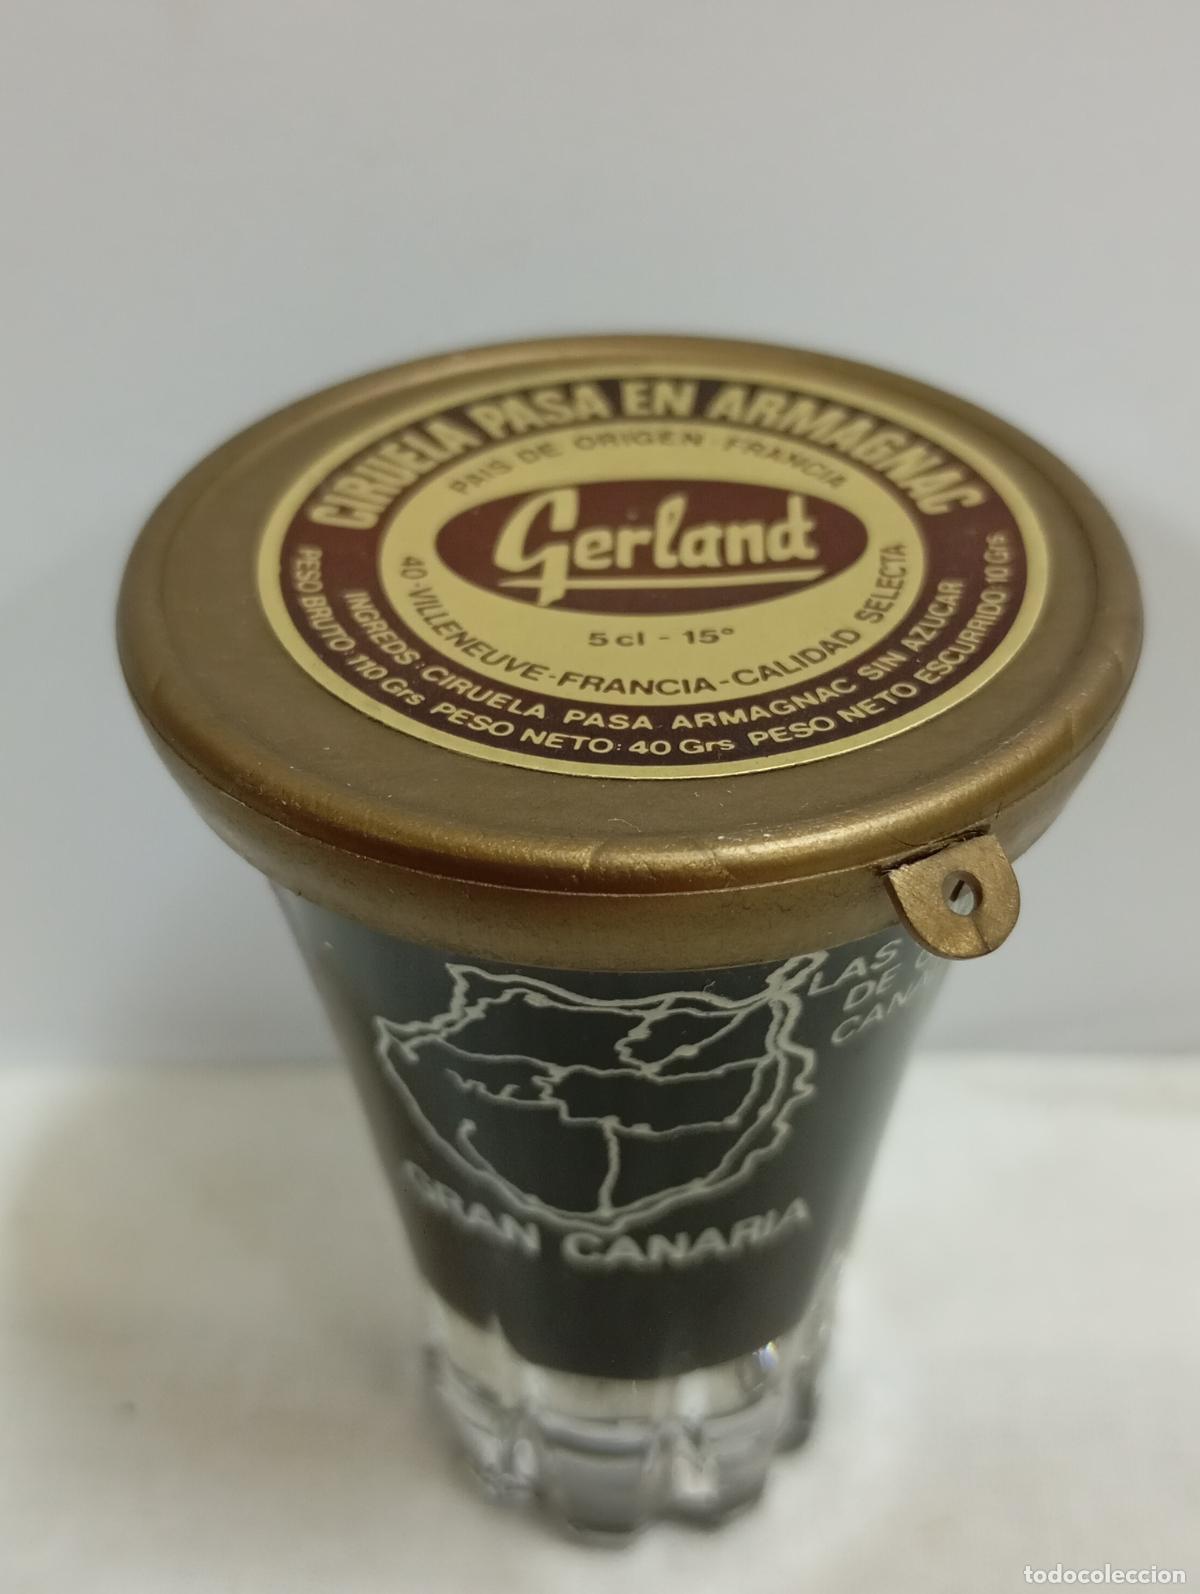 CIRUELA PASA EN ARMAGNAC
PAIS DE ORIGEN-FRANCIA
Gerland
5 cl - 15°
40-VILLENEUVE-FRANCIA-CALIDAD SELECTA
INGREDS: CIRUELA PASA ARMAGNAC SIN AZUCAR
PESO BRUTO: 110 Grs PESO NETO: 40 Grs PESO NETO ESCURRIDO: 10 Grs
LAS
DE
GRAN CANARIA
todocoleccion